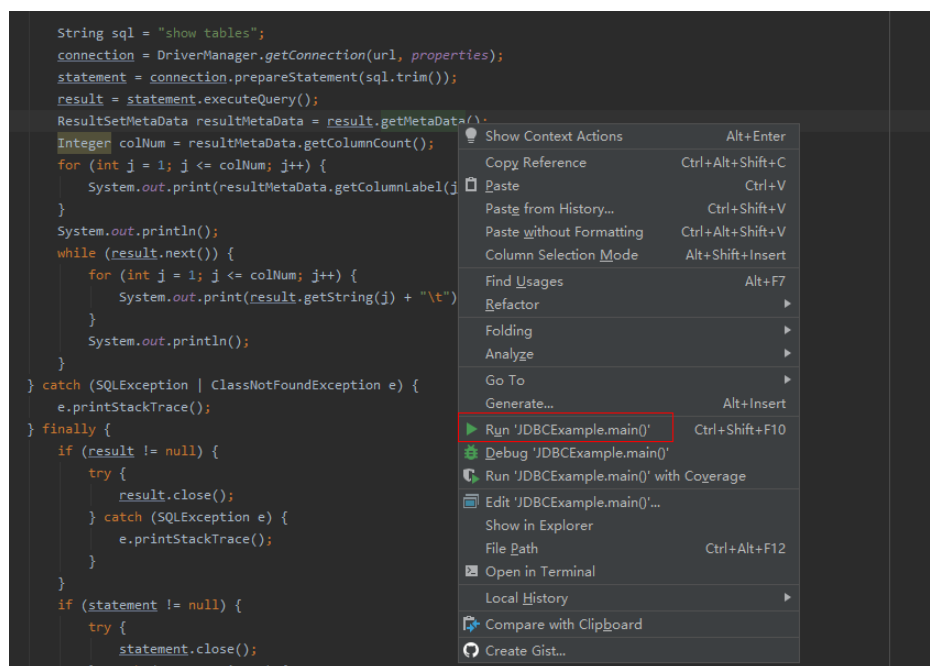 String sql = "show tables";
connection = DriverManager.getConnection(url, properties);
statement = connection.prepareStatement(sql.trim());
result = statement.executeQuery();
ResultSetMetaData resultMetaData = result.getMetaData();
Integer colNum = resultMetaData.getColumnCount();
for (int j = 1; j <= colNum; j++) {
System.out.print(resultMetaData.getColumnLabel(j
}
System.out.println();
while (result.next()) {
for (int j = 1; j <= colNum; j++) {
System.out.print(result.getString(j) + "\t")
}
System.out.println();
}
} catch (SQLException | ClassNotFoundException e) {
e.printStackTrace();
} finally {
if (result != null) {
try {
result.close();
} catch (SQLException e) {
e.printStackTrace();
}
}
if (statement != null) {
try {
statement.close();
Show Context Actions Alt+Enter
Copy Reference Ctrl+Alt+Shift+C
Paste Ctrl+V
Paste from History... Ctrl+Shift+V
Paste without Formatting Ctrl+Alt+Shift+V
Column Selection Mode Alt+Shift+Insert
Find Usages Alt+F7
Refactor
Folding
Analyze
Go To
Generate... Alt+Insert
Run 'JDBCExample.main()' Ctrl+Shift+F10
Debug 'JDBCExample.main()'
Run 'JDBCExample.main()' with Coverage
Edit 'JDBCExample.main()'...
Show in Explorer
File Path Ctrl+Alt+F12
Open in Terminal
Local History
Compare with Clipboard
Create Gist...